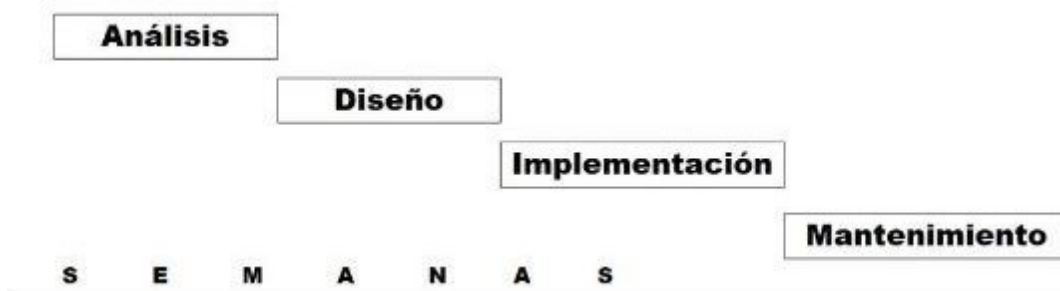 Análisis
Diseño
Implementación
Mantenimiento
S E M A N A S